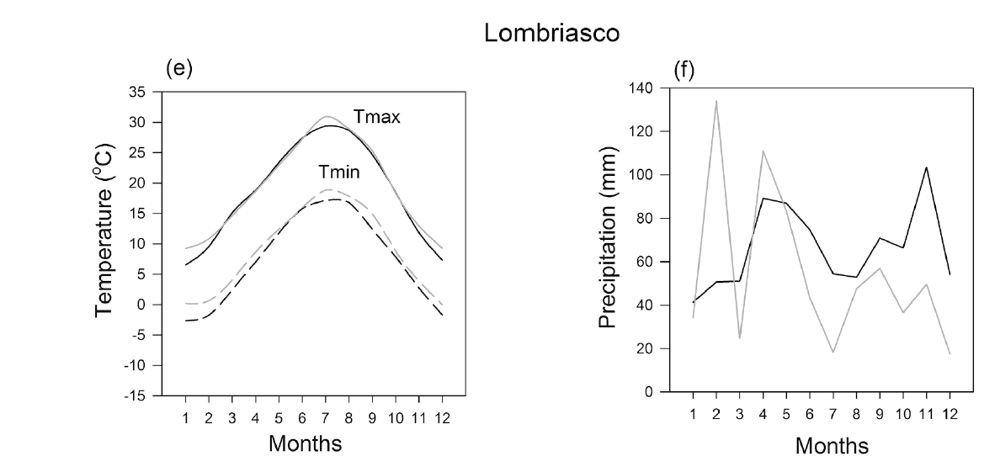 Lombriasco
(e)
35
30
25
20
15
10
5
0
-5
-10
-15
Temperature (°C)
Tmax
Tmin
1 2 3 4 5 6 7 8 9 10 11 12
Months
(f)
140
120
100
80
60
40
20
0
Precipitation (mm)
1 2 3 4 5 6 7 8 9 10 11 12
Months